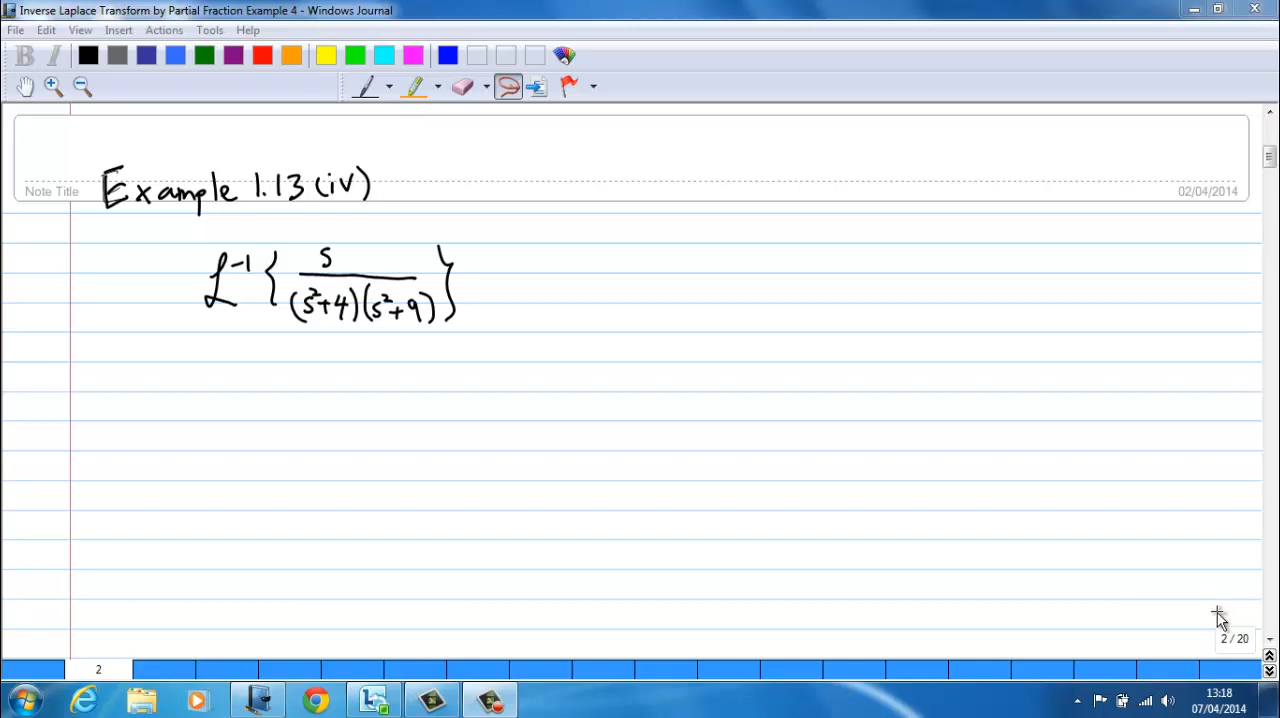 Inverse Laplace Transform by Partial Fraction Example 4 - Windows Journal
File Edit View Insert Actions Tools Help
B I
Example 1.13 (iv)
Note Title
02/04/2014
ℒ⁻¹ { s / (s²+4)(s²+9) }
2 / 20
2
13:18
07/04/2014